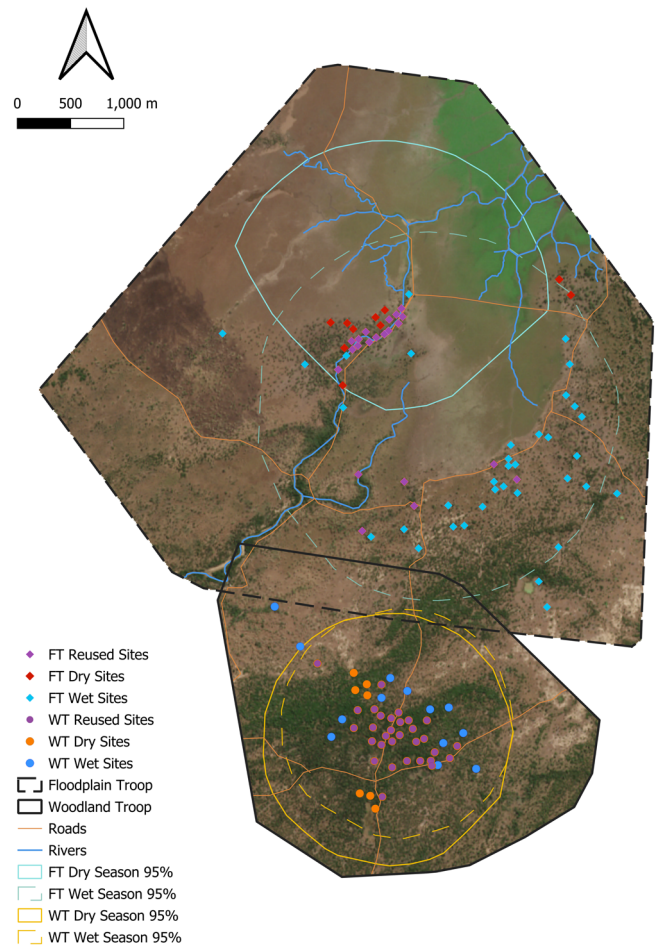 0 500 1,000 m
FT Reused Sites
FT Dry Sites
FT Wet Sites
WT Reused Sites
WT Dry Sites
WT Wet Sites
Floodplain Troop
Woodland Troop
Roads
Rivers
FT Dry Season 95%
FT Wet Season 95%
WT Dry Season 95%
WT Wet Season 95%